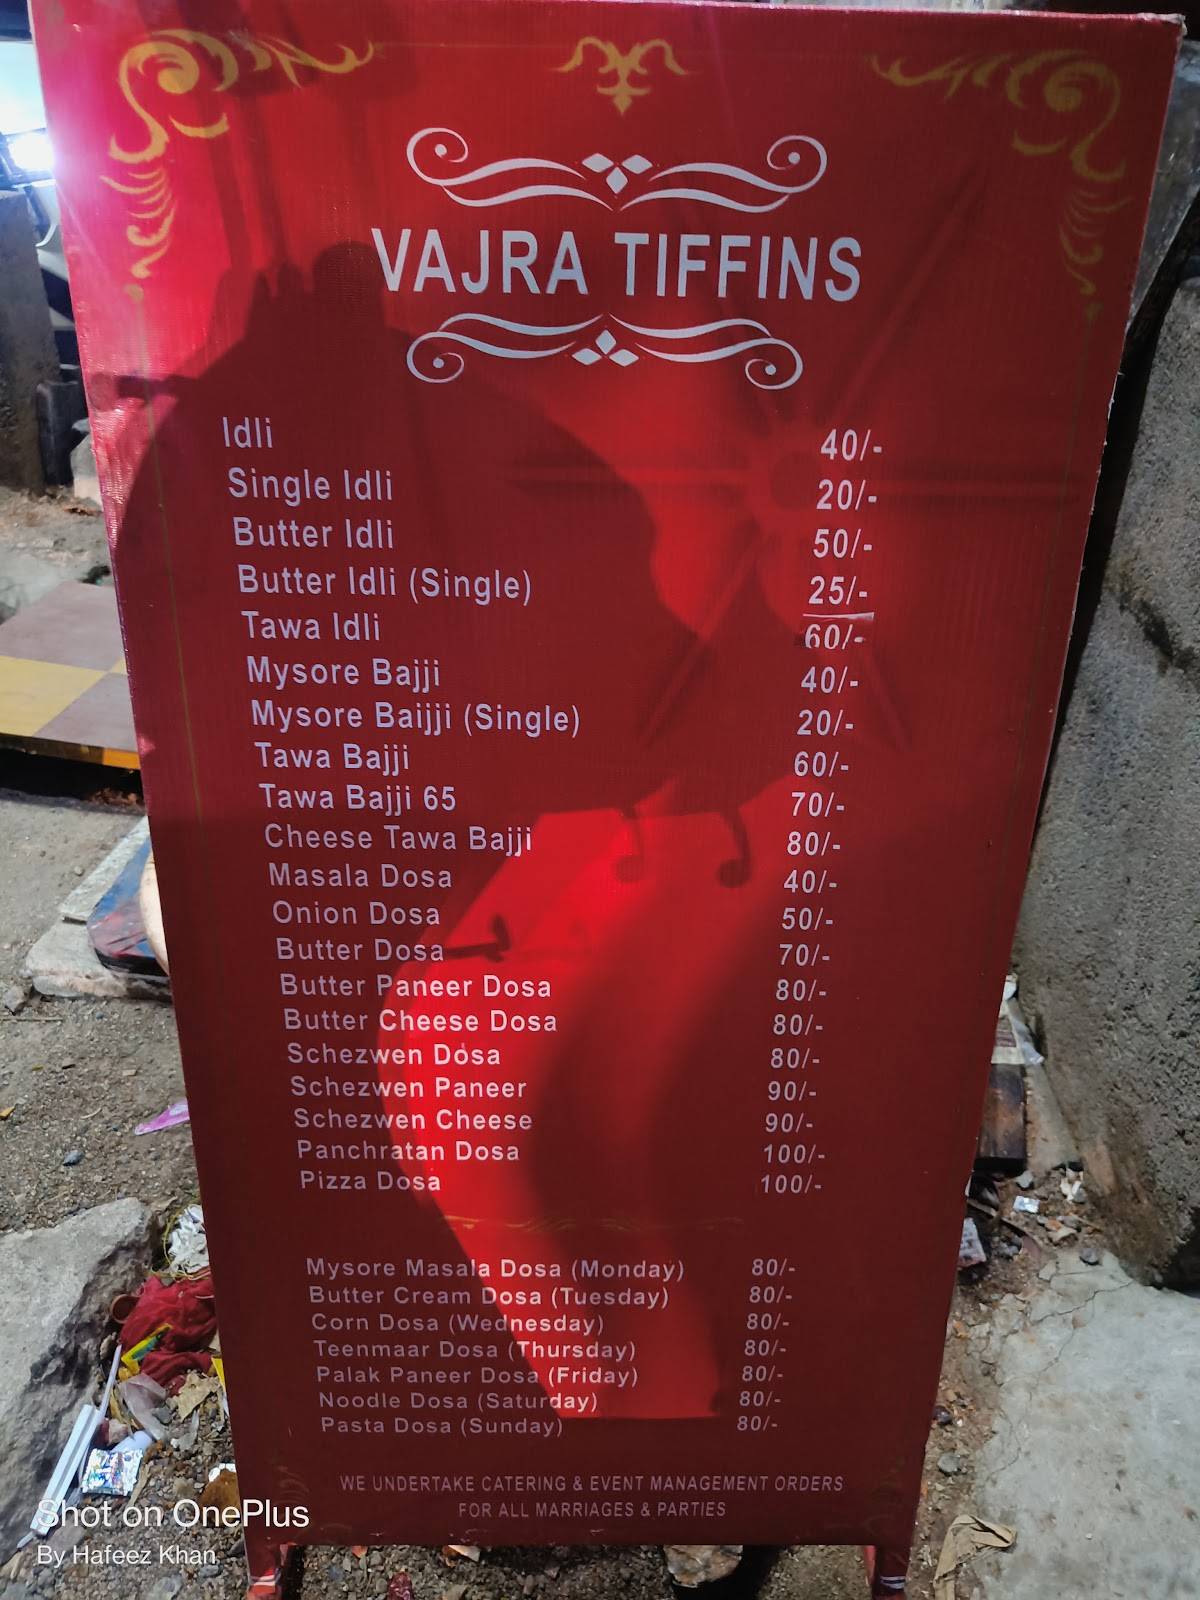 VAJRA TIFFINS
Idli 40/-
Single Idli 20/-
Butter Idli 50/-
Butter Idli (Single) 25/-
Tawa Idli 60/-
Mysore Bajji 40/-
Mysore Baijji (Single) 20/-
Tawa Bajji 60/-
Tawa Bajji 65 70/-
Cheese Tawa Bajji 80/-
Masala Dosa 40/-
Onion Dosa 50/-
Butter Dosa 70/-
Butter Paneer Dosa 80/-
Butter Cheese Dosa 80/-
Schezwen Dosa 80/-
Schezwen Paneer 90/-
Schezwen Cheese 90/-
Panchratan Dosa 100/-
Pizza Dosa 100/-
Mysore Masala Dosa (Monday) 80/-
Butter Cream Dosa (Tuesday) 80/-
Corn Dosa (Wednesday) 80/-
Teenmaar Dosa (Thursday) 80/-
Palak Paneer Dosa (Friday) 80/-
Noodle Dosa (Saturday) 80/-
Pasta Dosa (Sunday) 80/-
WE UNDERTAKE CATERING & EVENT MANAGEMENT ORDERS
FOR ALL MARRIAGES & PARTIES
Shot on OnePlus
By Hafeez Khan